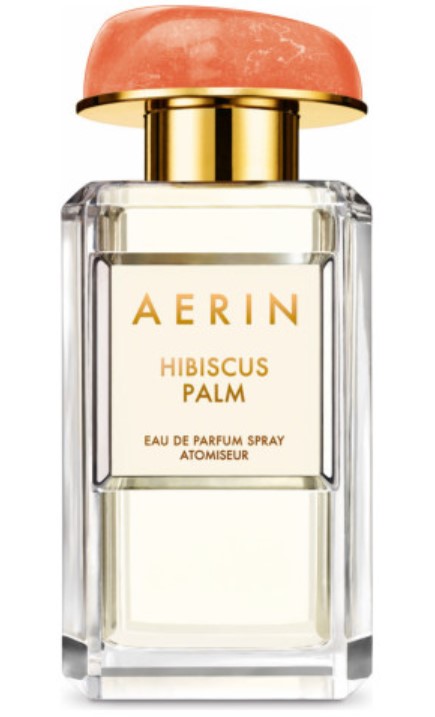 AERIN
HIBISCUS
PALM
EAU DE PARFUM SPRAY
ATOMISEUR